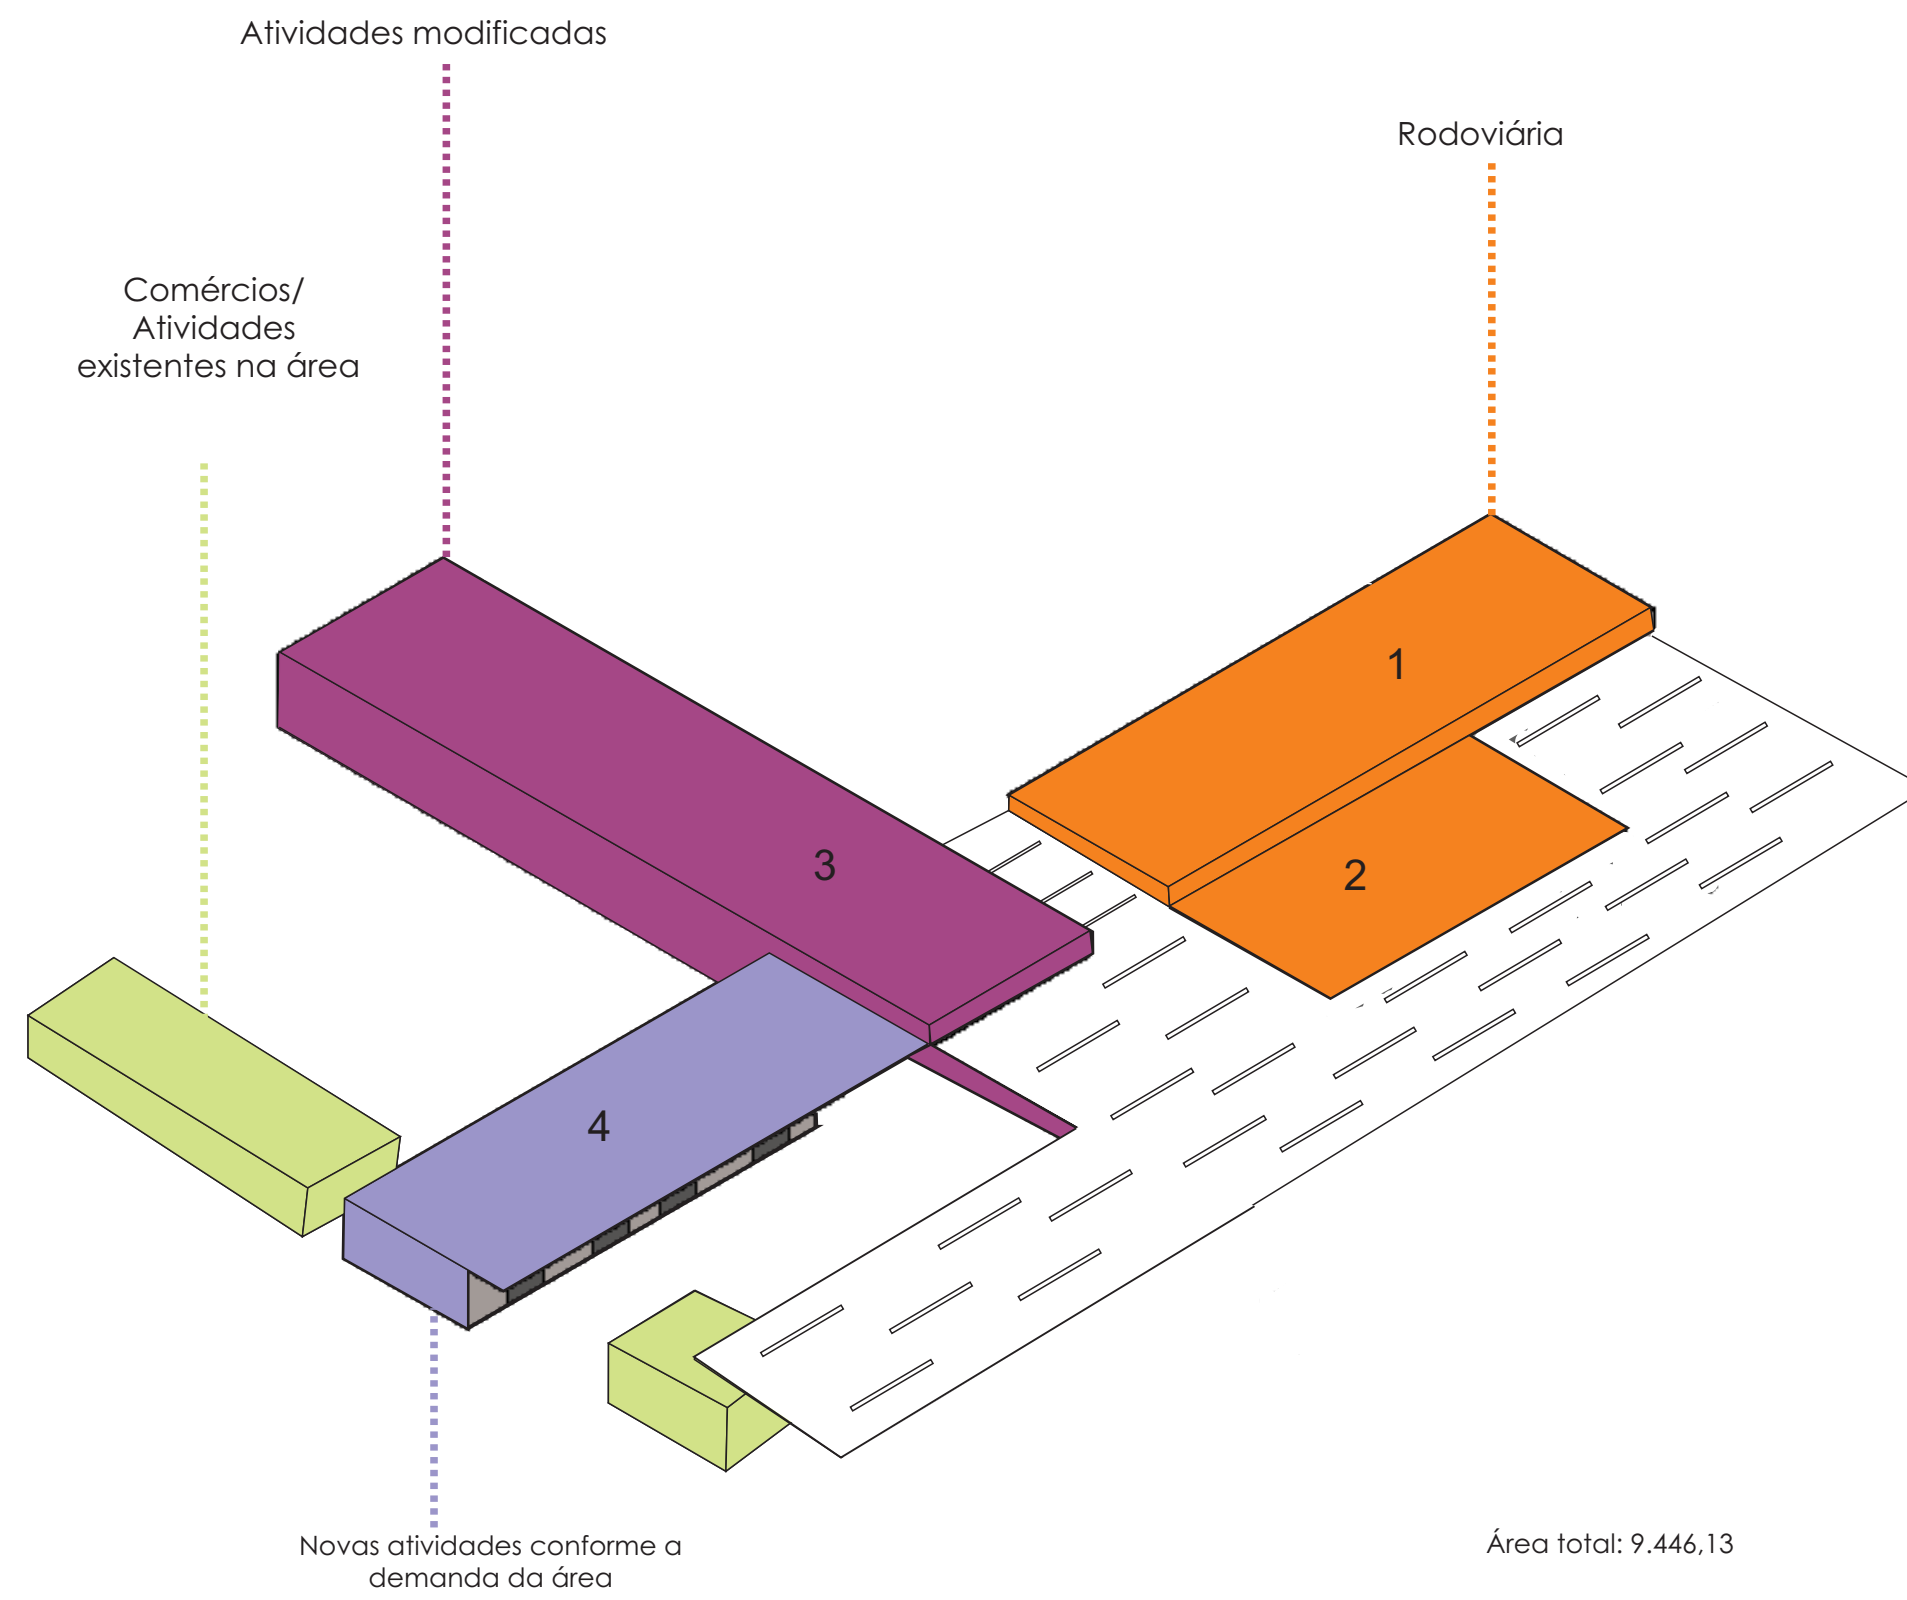 Atividades modificadas
Rodoviária
Comércios/
Atividades
existentes na área
1
2
3
4
Novas atividades conforme a
demanda da área
Área total: 9.446,13